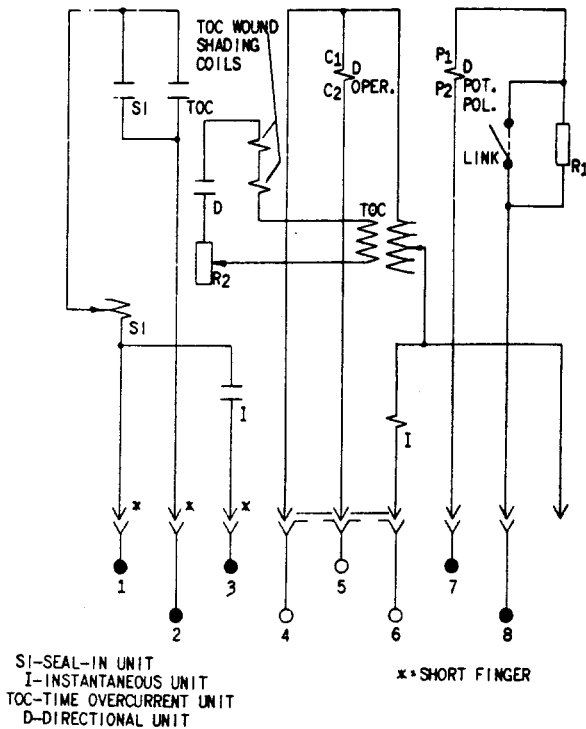 TOC WOUND
SHADING
COILS
C1
C2
D
OPER.
P1
P2
D
POT.
POL.
SI
TOC
LINK
R1
D
TOC
R2
SI
I
I
*
*
*
1
3
5
7
2
4
6
8
SI-SEAL-IN UNIT
I-INSTANTANEOUS UNIT
TOC-TIME OVERCURRENT UNIT
D-DIRECTIONAL UNIT
*=SHORT FINGER